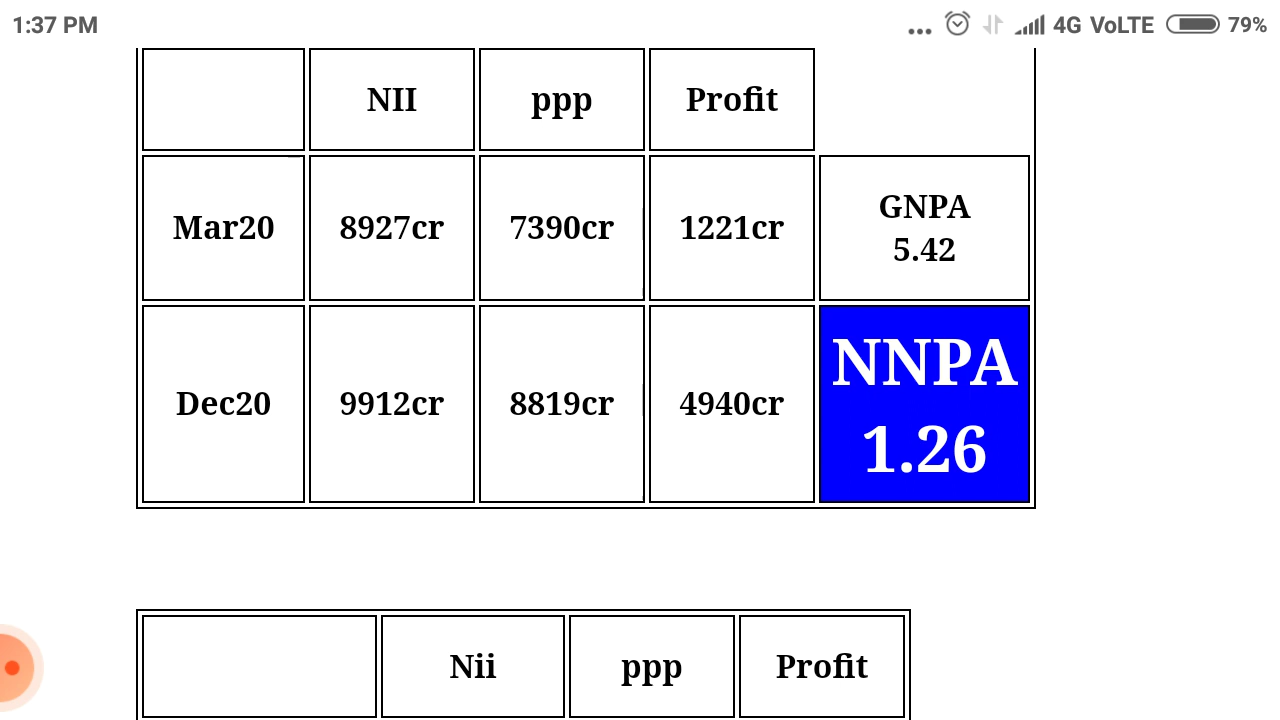 1:37 PM
... 4G VoLTE 79%
NII ppp Profit
Mar20 8927cr 7390cr 1221cr GNPA 5.42
Dec20 9912cr 8819cr 4940cr NNPA 1.26
Nii ppp Profit